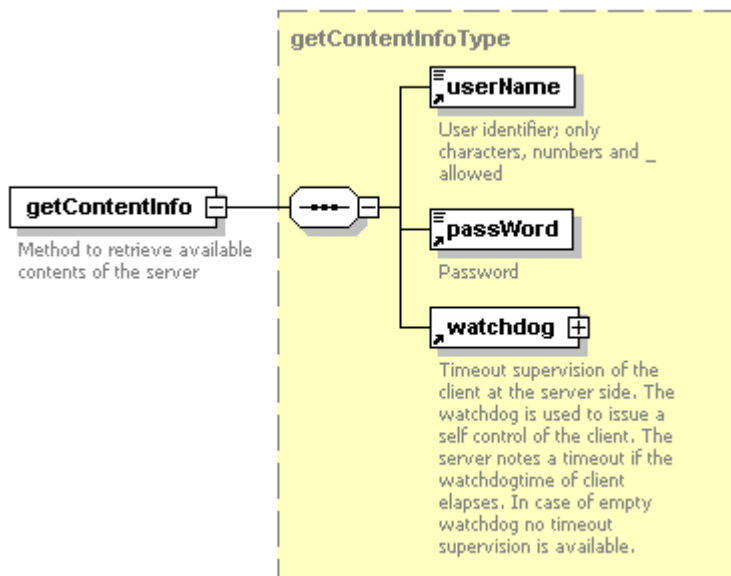 getContentInfoType
userName
User identifier; only
characters, numbers and _
allowed
getContentInfo
Method to retrieve available
contents of the server
passWord
Password
watchdog
Timeout supervision of the
client at the server side. The
watchdog is used to issue a
self control of the client. The
server notes a timeout if the
watchdogtime of client
elapses. In case of empty
watchdog no timeout
supervision is available.